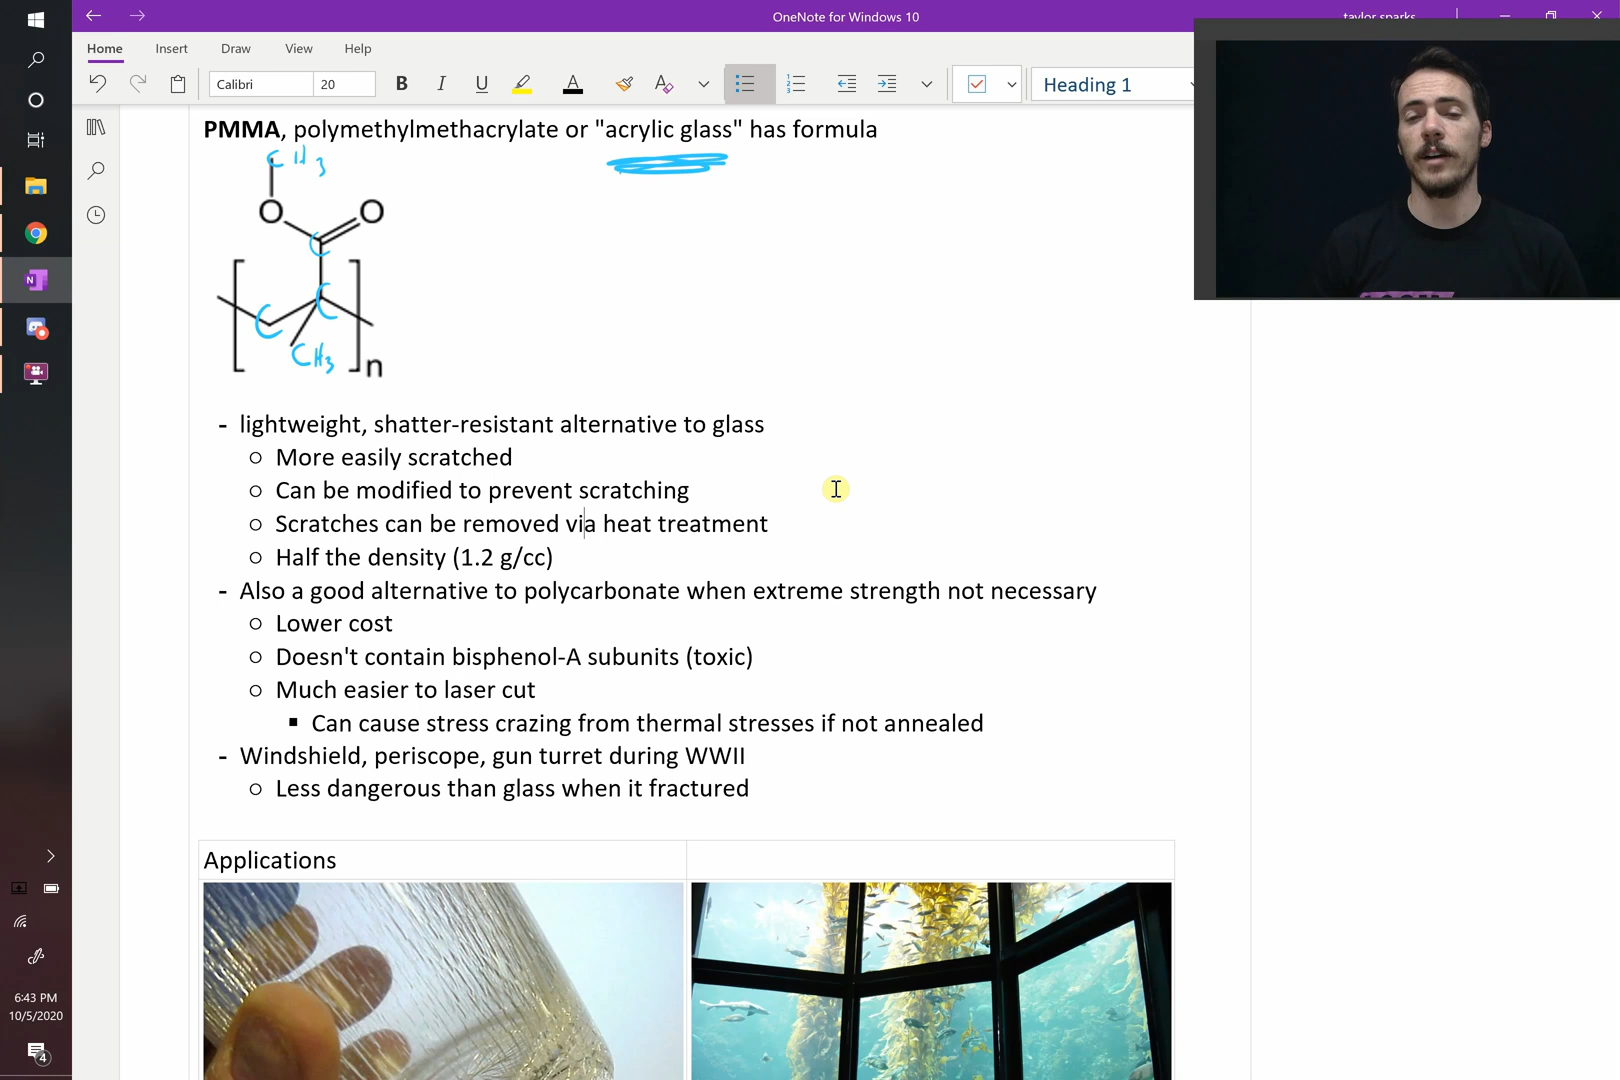 OneNote for Windows 10
taylor sparks
Home Insert Draw View Help
Calibri 20 B I U A Heading 1
PMMA, polymethylmethacrylate or "acrylic glass" has formula
CH3
O O
C
C C
CH3
n
- lightweight, shatter-resistant alternative to glass
○ More easily scratched
○ Can be modified to prevent scratching
○ Scratches can be removed via heat treatment
○ Half the density (1.2 g/cc)
- Also a good alternative to polycarbonate when extreme strength not necessary
○ Lower cost
○ Doesn't contain bisphenol-A subunits (toxic)
○ Much easier to laser cut
▪ Can cause stress crazing from thermal stresses if not annealed
- Windshield, periscope, gun turret during WWII
○ Less dangerous than glass when it fractured
Applications
6:43 PM
10/5/2020
4